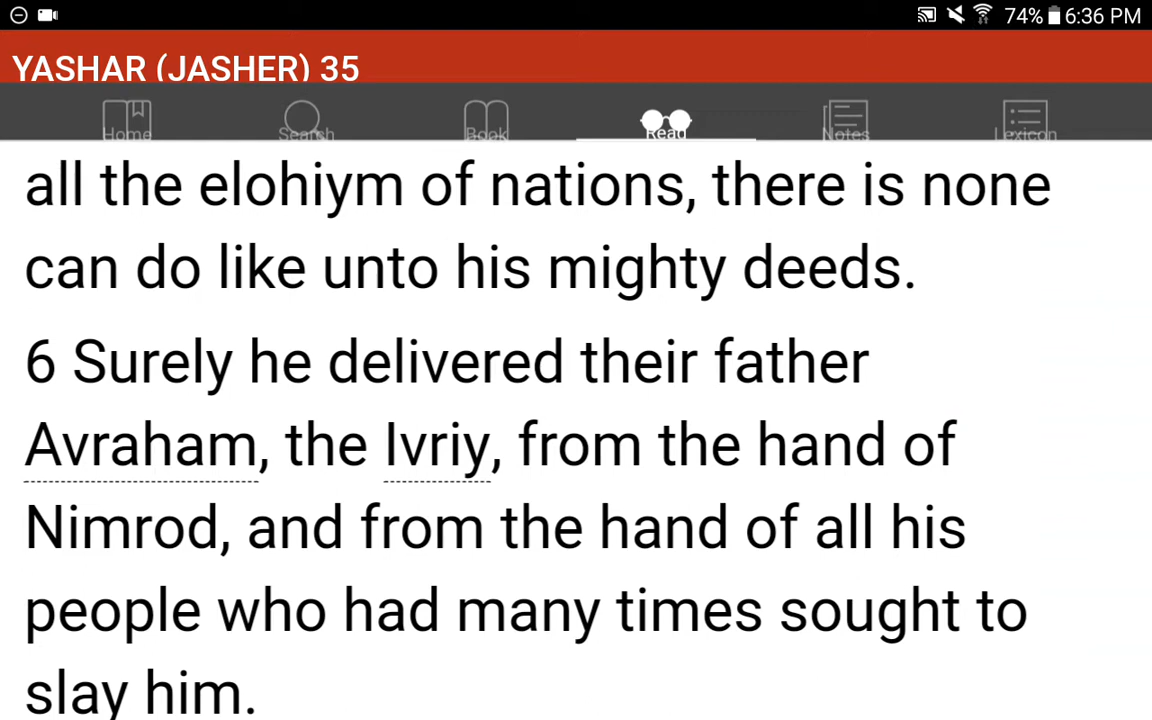 74% 6:36 PM
YASHAR (JASHER) 35
Home Search Book Read Notes Lexicon
all the elohiym of nations, there is none
can do like unto his mighty deeds.
6 Surely he delivered their father
Avraham, the Ivriy, from the hand of
Nimrod, and from the hand of all his
people who had many times sought to
slay him.